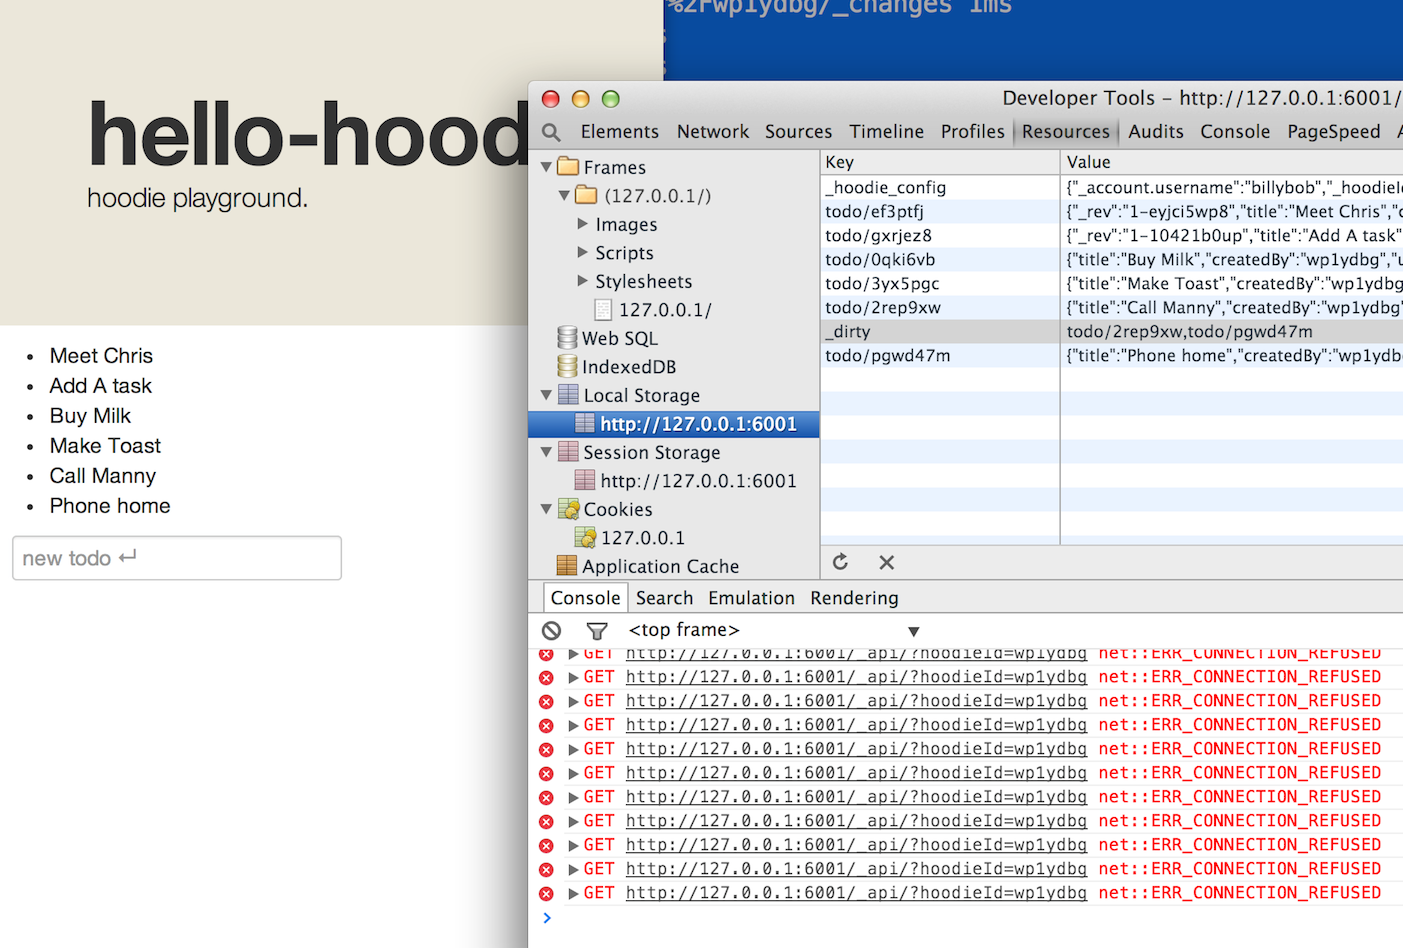 %2Fwp1ydbg/_changes 1ms
hello-hood
hoodie playground.
Meet Chris
Add A task
Buy Milk
Make Toast
Call Manny
Phone home
new todo ↵
Developer Tools - http://127.0.0.1:6001/
Elements Network Sources Timeline Profiles Resources Audits Console PageSpeed
Frames
(127.0.0.1/)
Images
Scripts
Stylesheets
127.0.0.1/
Web SQL
IndexedDB
Local Storage
http://127.0.0.1:6001
Session Storage
http://127.0.0.1:6001
Cookies
127.0.0.1
Application Cache
Key Value
_hoodie_config {"_account.username":"billybob","_hoodieId
todo/ef3ptfj {"_rev":"1-eyjci5wp8","title":"Meet Chris","c
todo/gxrjez8 {"_rev":"1-10421b0up","title":"Add A task"
todo/0qki6vb {"title":"Buy Milk","createdBy":"wp1ydbg","u
todo/3yx5pgc {"title":"Make Toast","createdBy":"wp1ydbg
todo/2rep9xw {"title":"Call Manny","createdBy":"wp1ydbg"
_dirty todo/2rep9xw,todo/pgwd47m
todo/pgwd47m {"title":"Phone home","createdBy":"wp1ydb
Console Search Emulation Rendering
<top frame> ▼
GET http://127.0.0.1:6001/_api/?hoodieId=wp1ydbg net::ERR_CONNECTION_REFUSED
GET http://127.0.0.1:6001/_api/?hoodieId=wp1ydbg net::ERR_CONNECTION_REFUSED
GET http://127.0.0.1:6001/_api/?hoodieId=wp1ydbg net::ERR_CONNECTION_REFUSED
GET http://127.0.0.1:6001/_api/?hoodieId=wp1ydbg net::ERR_CONNECTION_REFUSED
GET http://127.0.0.1:6001/_api/?hoodieId=wp1ydbg net::ERR_CONNECTION_REFUSED
GET http://127.0.0.1:6001/_api/?hoodieId=wp1ydbg net::ERR_CONNECTION_REFUSED
GET http://127.0.0.1:6001/_api/?hoodieId=wp1ydbg net::ERR_CONNECTION_REFUSED
GET http://127.0.0.1:6001/_api/?hoodieId=wp1ydbg net::ERR_CONNECTION_REFUSED
GET http://127.0.0.1:6001/_api/?hoodieId=wp1ydbg net::ERR_CONNECTION_REFUSED
GET http://127.0.0.1:6001/_api/?hoodieId=wp1ydbg net::ERR_CONNECTION_REFUSED
GET http://127.0.0.1:6001/_api/?hoodieId=wp1ydbg net::ERR_CONNECTION_REFUSED